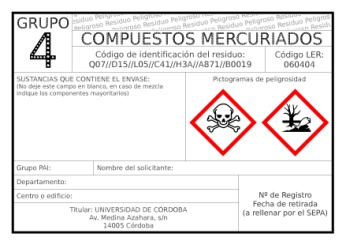 GRUPO
4
Residuo Peligroso Residuo Peligroso Residuo Peligroso Residuo Peligroso
COMPUESTOS MERCURIADOS
Código de identificación del residuo:
Q07//D15//L05//C41//H3A//A871//B0019
Código LER:
060404
SUSTANCIAS QUE CONTIENE EL ENVASE:
(No deje este campo en blanco, en caso de mezcla
indique los componentes mayoritarios)
Pictogramas de peligrosidad
Grupo PAI:
Nombre del solicitante:
Departamento:
Centro o edificio:
Titular: UNIVERSIDAD DE CÓRDOBA
Av. Medina Azahara, s/n
14005 Córdoba
Nº de Registro
Fecha de retirada
(a rellenar por el SEPA)